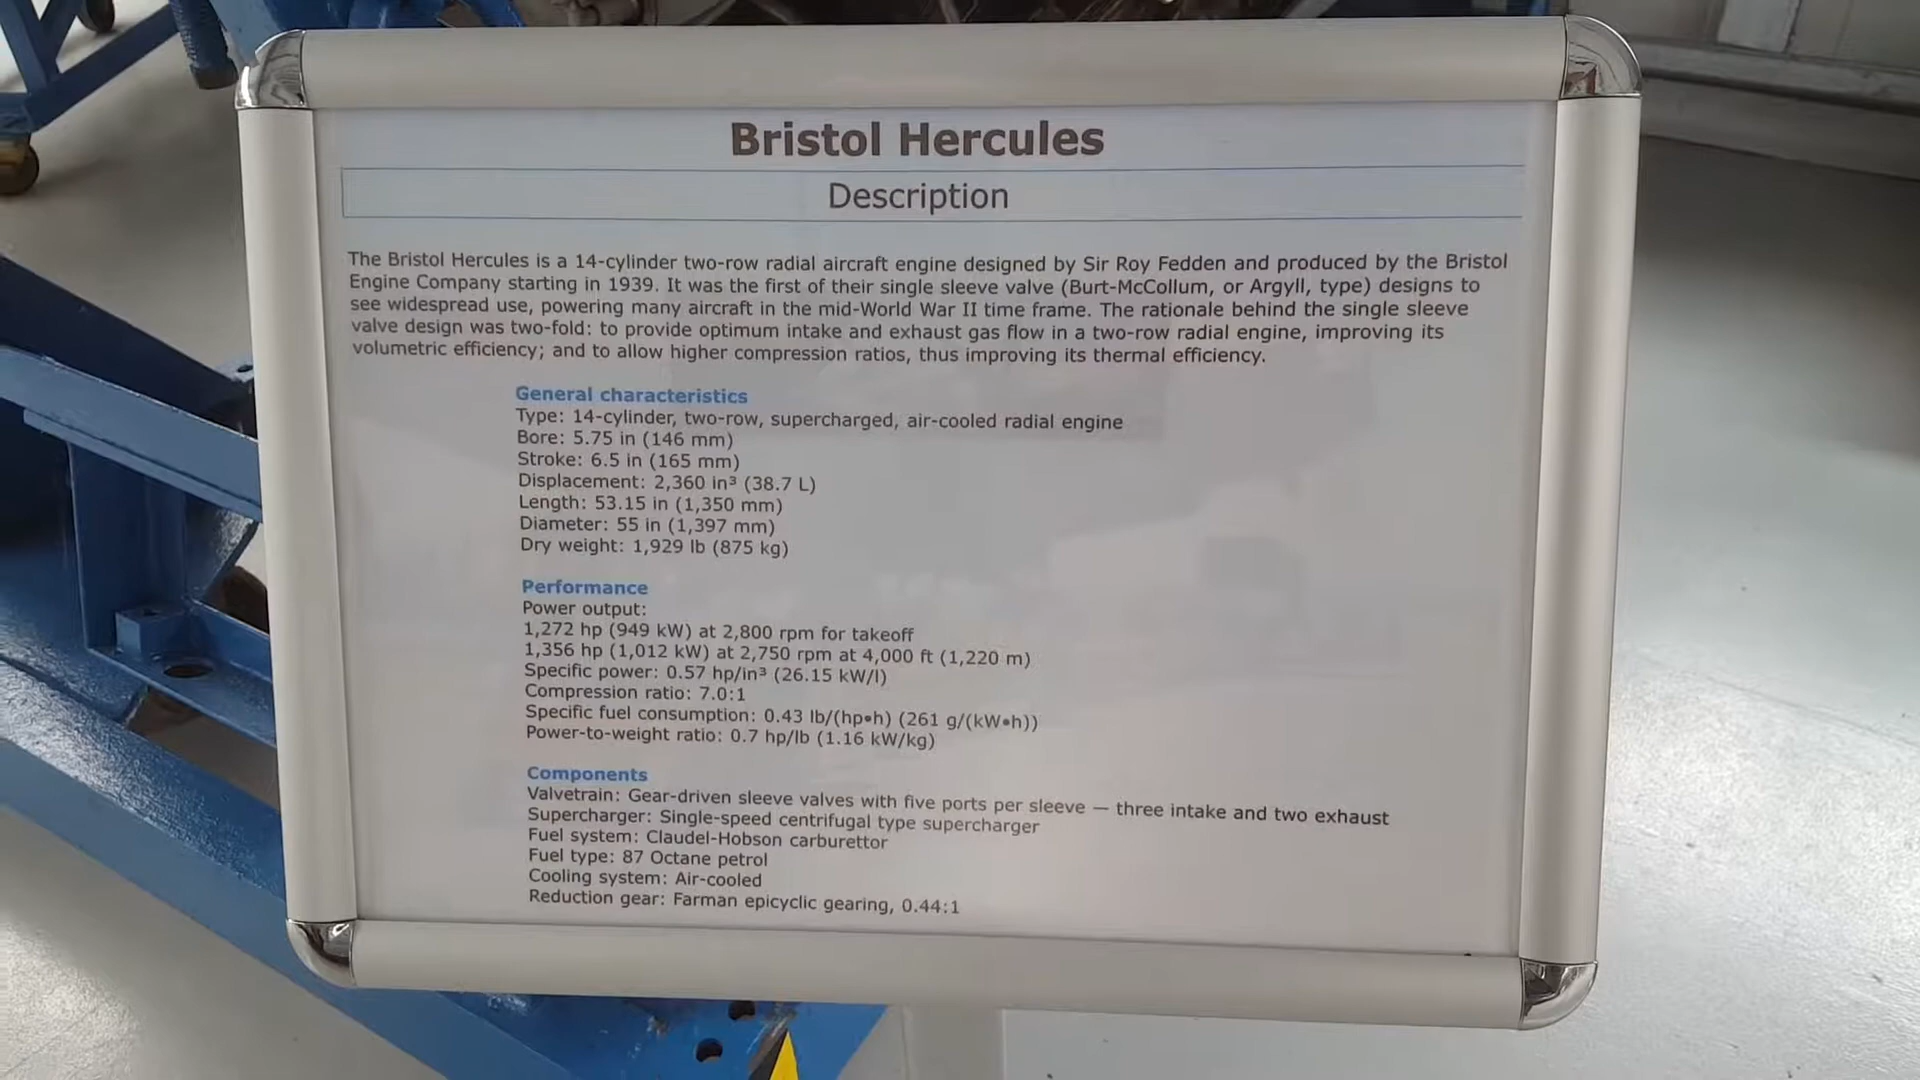 Bristol Hercules
Description
The Bristol Hercules is a 14-cylinder two-row radial aircraft engine designed by Sir Roy Fedden and produced by the Bristol
Engine Company starting in 1939. It was the first of their single sleeve valve (Burt-McCollum, or Argyll, type) designs to
see widespread use, powering many aircraft in the mid-World War II time frame. The rationale behind the single sleeve
valve design was two-fold: to provide optimum intake and exhaust gas flow in a two-row radial engine, improving its
volumetric efficiency; and to allow higher compression ratios, thus improving its thermal efficiency.
General characteristics
Type: 14-cylinder, two-row, supercharged, air-cooled radial engine
Bore: 5.75 in (146 mm)
Stroke: 6.5 in (165 mm)
Displacement: 2,360 in³ (38.7 L)
Length: 53.15 in (1,350 mm)
Diameter: 55 in (1,397 mm)
Dry weight: 1,929 lb (875 kg)
Performance
Power output:
1,272 hp (949 kW) at 2,800 rpm for takeoff
1,356 hp (1,012 kW) at 2,750 rpm at 4,000 ft (1,220 m)
Specific power: 0.57 hp/in³ (26.15 kW/l)
Compression ratio: 7.0:1
Specific fuel consumption: 0.43 lb/(hp•h) (261 g/(kW•h))
Power-to-weight ratio: 0.7 hp/lb (1.16 kW/kg)
Components
Valvetrain: Gear-driven sleeve valves with five ports per sleeve — three intake and two exhaust
Supercharger: Single-speed centrifugal type supercharger
Fuel system: Claudel-Hobson carburettor
Fuel type: 87 Octane petrol
Cooling system: Air-cooled
Reduction gear: Farman epicyclic gearing, 0.44:1